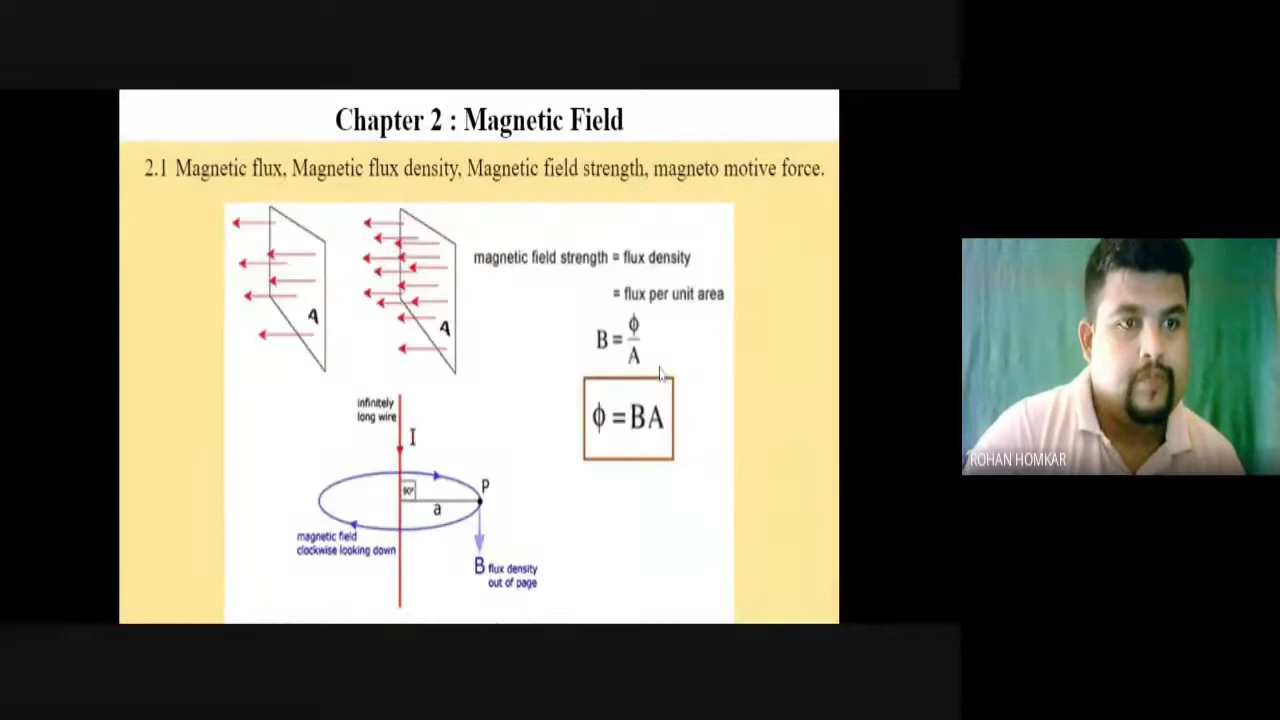 Chapter 2 : Magnetic Field
2.1 Magnetic flux, Magnetic flux density, Magnetic field strength, magneto motive force.
A
A
magnetic field strength = flux density
= flux per unit area
B = ϕ/A
ϕ = BA
infinitely
long wire
I
90°
P
a
magnetic field
clockwise looking down
B flux density
out of page
ROHAN HOMKAR